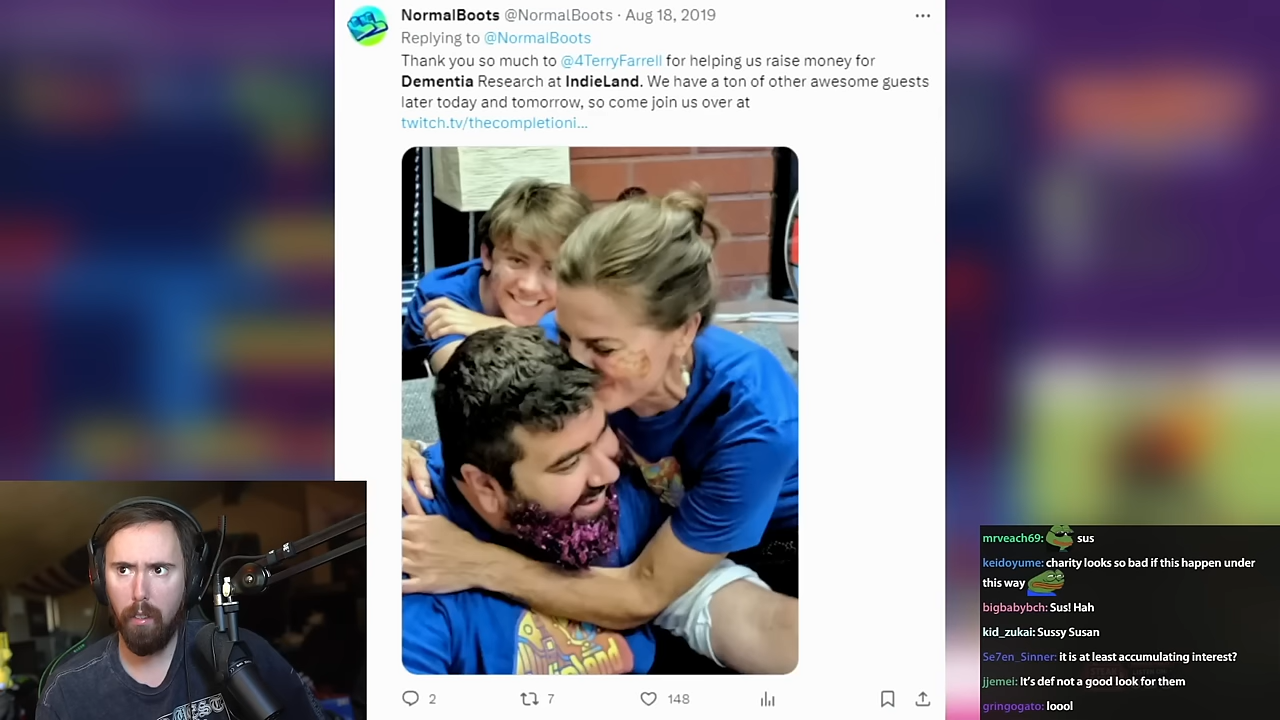 NormalBoots @NormalBoots · Aug 18, 2019
Replying to @NormalBoots
Thank you so much to @4TerryFarrell for helping us raise money for
Dementia Research at IndieLand. We have a ton of other awesome guests
later today and tomorrow, so come join us over at
twitch.tv/thecompletioni...
2
7
148
mrveach69: sus
keidoyume: charity looks so bad if this happen under
this way
bigbabybch: Sus! Hah
kid_zukai: Sussy Susan
Se7en_Sinner: it is at least accumulating interest?
jjemei: It's def not a good look for them
gringogato: loool